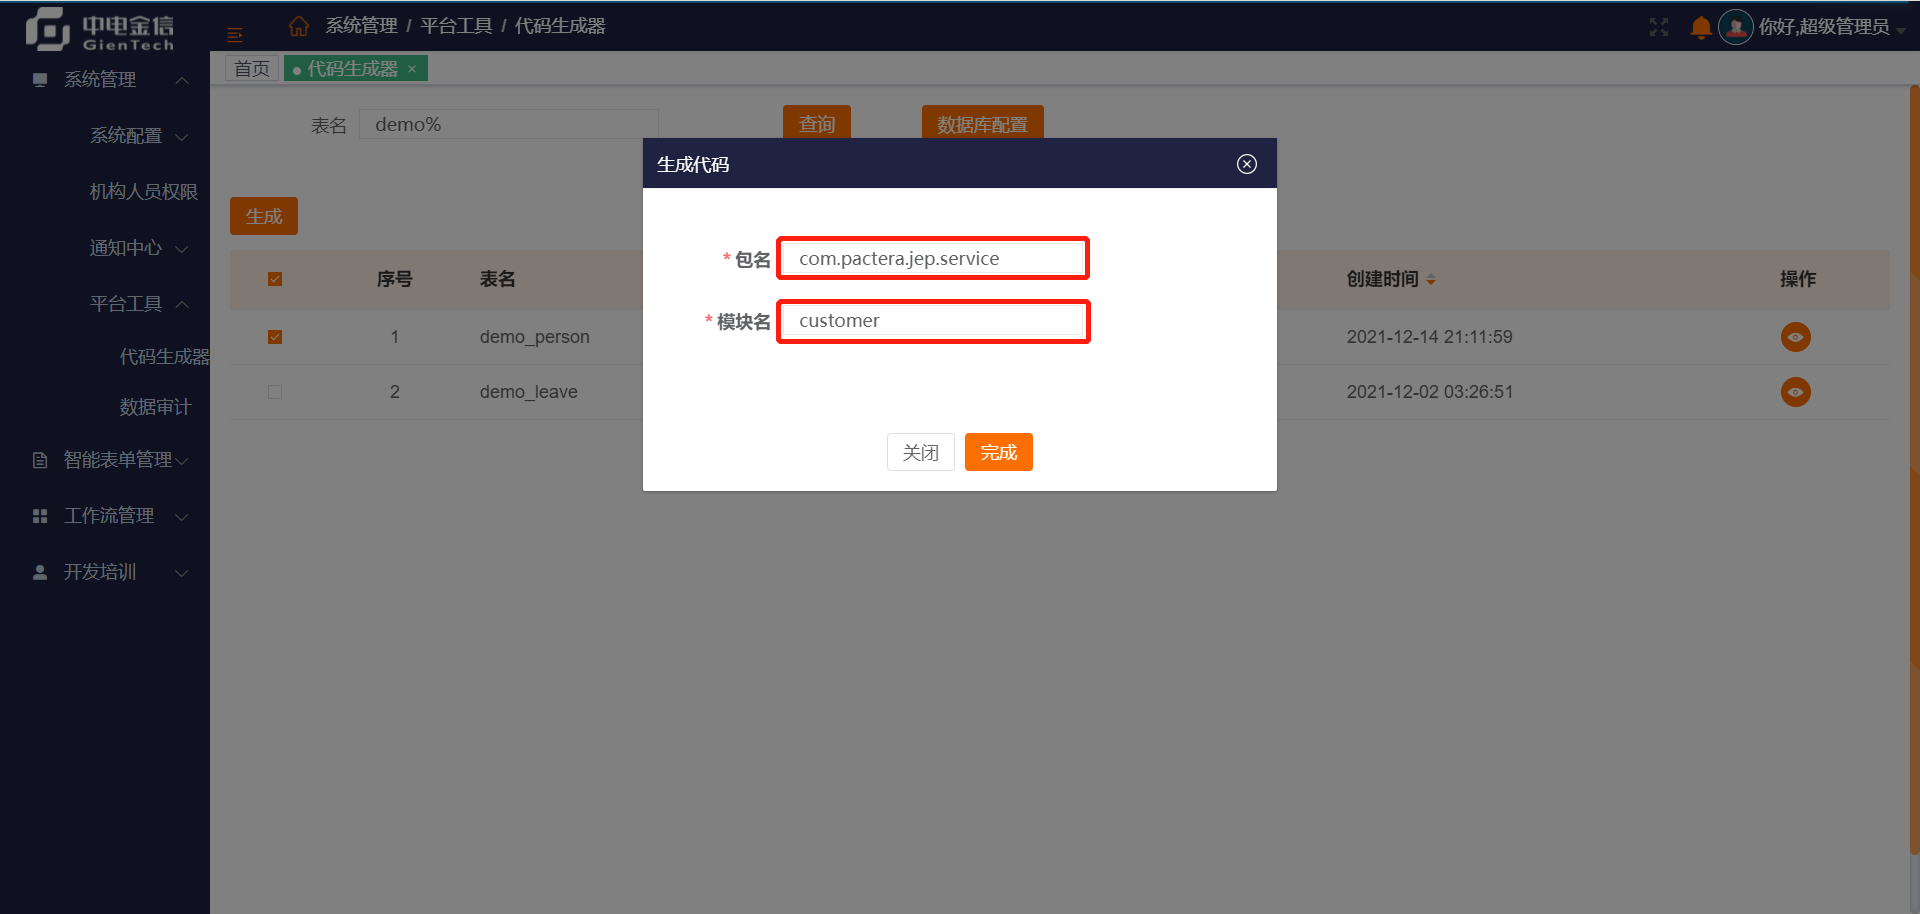 中电金信
GienTech
系统管理 / 平台工具 / 代码生成器
你好,超级管理员
首页
代码生成器 ×
系统管理
系统配置
机构人员权限
通知中心
平台工具
代码生成器
数据审计
智能表单管理
工作流管理
开发培训
表名 demo% 查询 数据库配置
生成
序号 表名 创建时间 操作
1 demo_person 2021-12-14 21:11:59
2 demo_leave 2021-12-02 03:26:51
生成代码
* 包名 com.pactera.jep.service
* 模块名 customer
关闭 完成